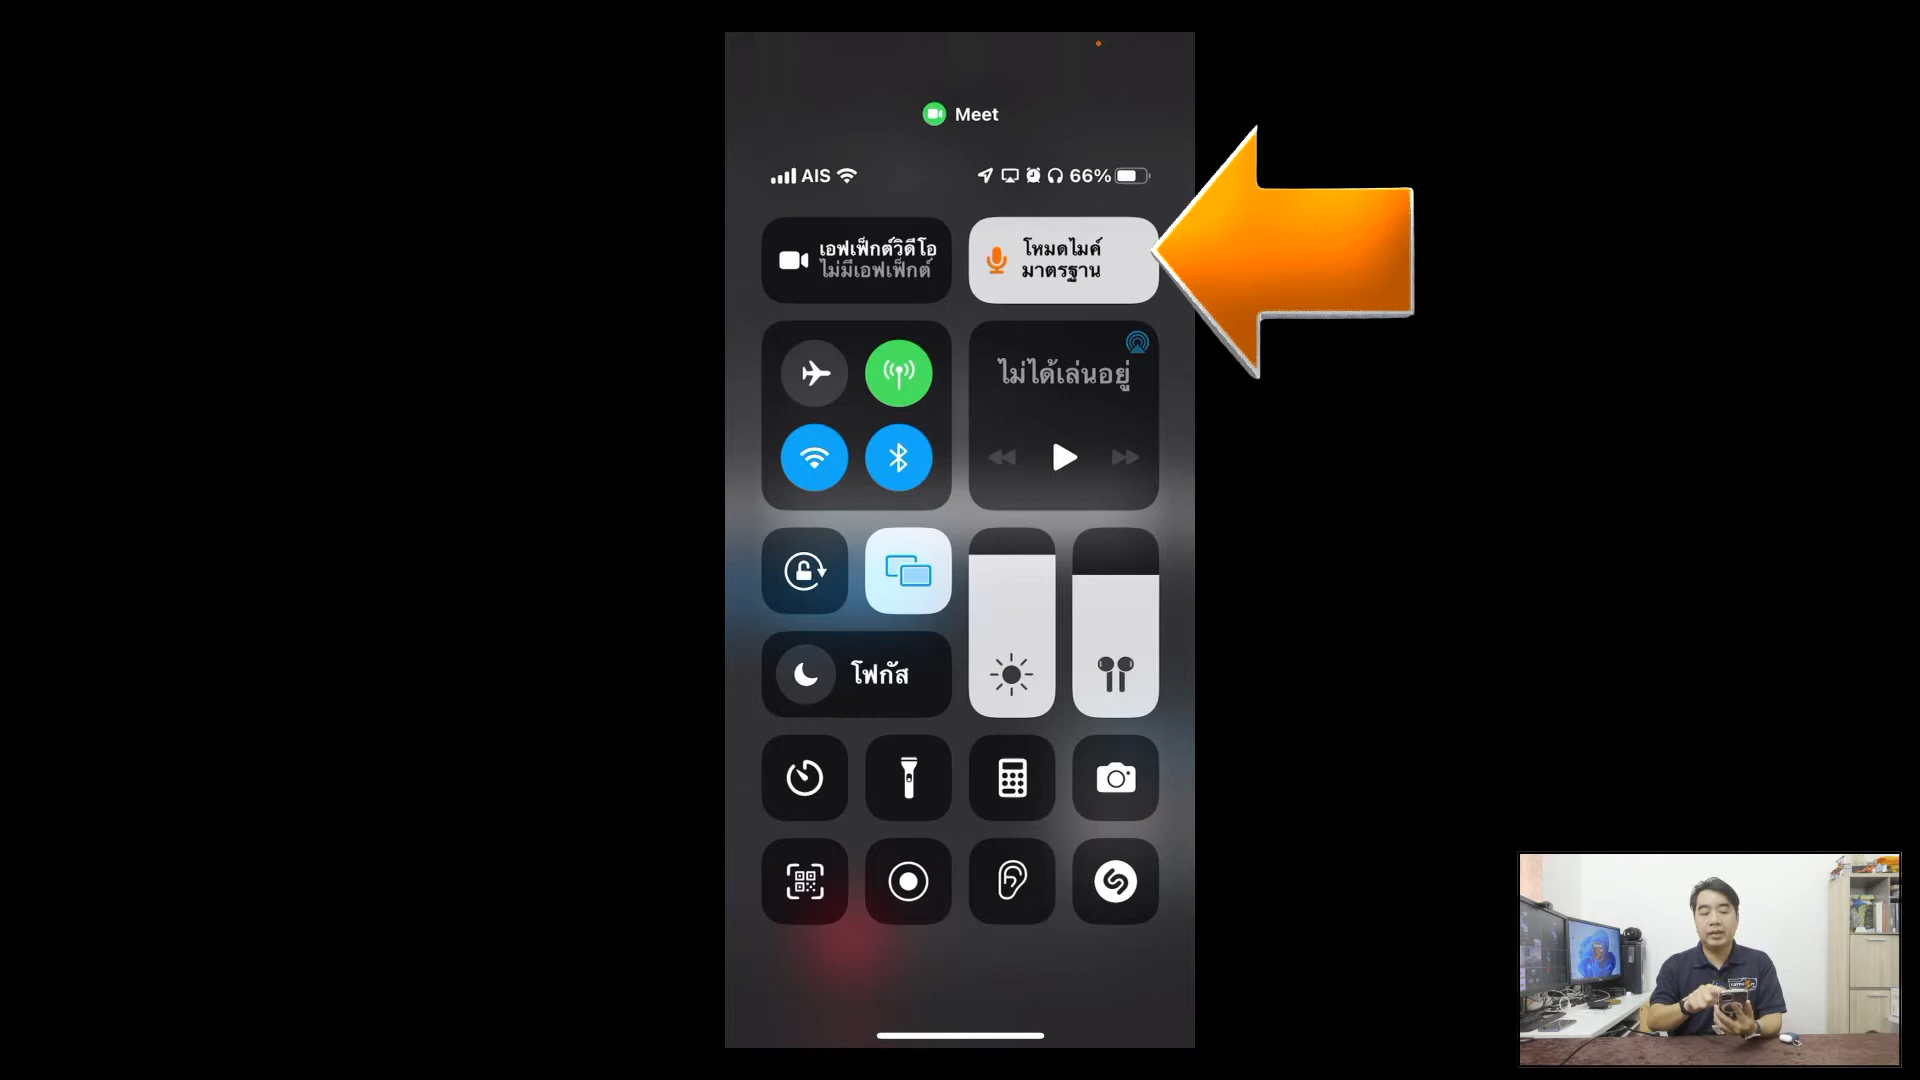 Meet
AIS
66%
เอฟเฟ็กต์วิดีโอ
ไม่มีเอฟเฟ็กต์
โหมดไมค์
มาตรฐาน
ไม่ได้เล่นอยู่
โฟกัส